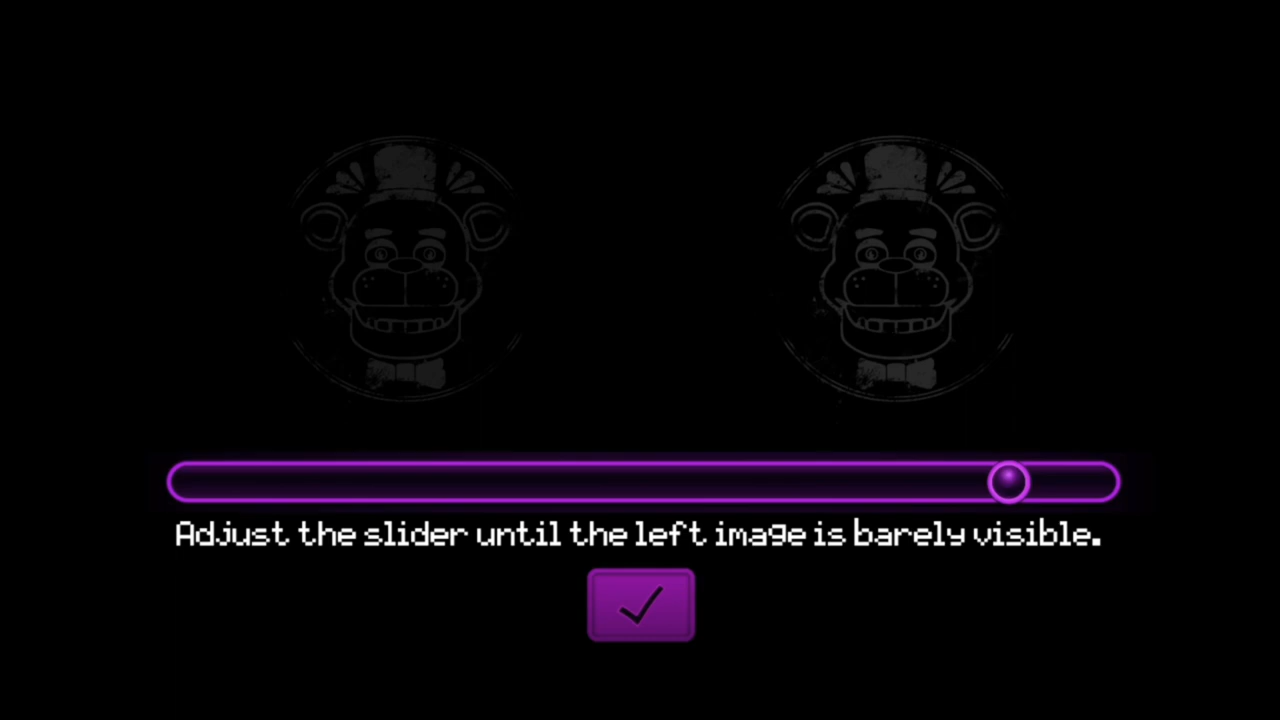 Adjust the slider until the left image is barely visible.